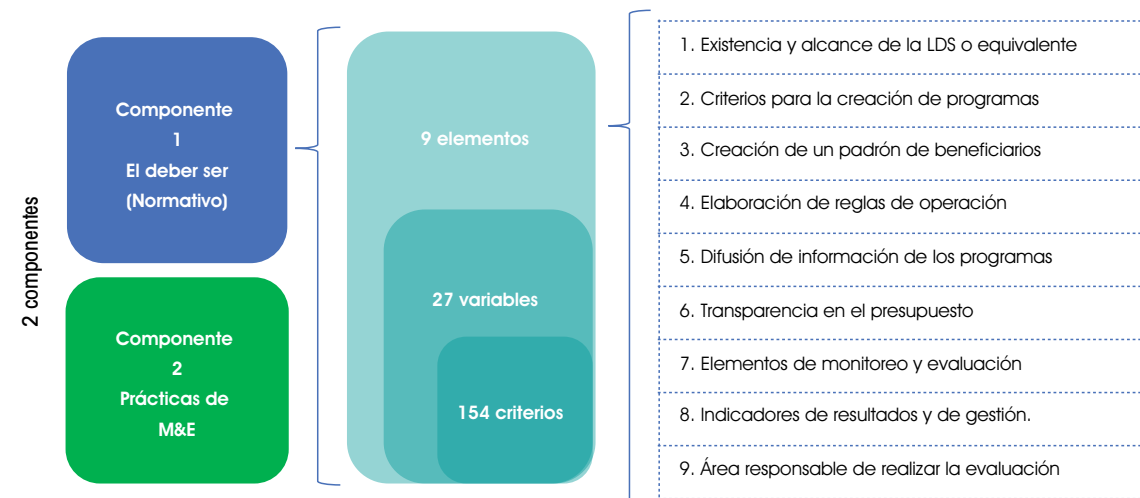 2 componentes
Componente
1
El deber ser
(Normativo)
Componente
2
Prácticas de
M&E
9 elementos
27 variables
154 criterios
1. Existencia y alcance de la LDS o equivalente
2. Criterios para la creación de programas
3. Creación de un padrón de beneficiarios
4. Elaboración de reglas de operación
5. Difusión de información de los programas
6. Transparencia en el presupuesto
7. Elementos de monitoreo y evaluación
8. Indicadores de resultados y de gestión.
9. Área responsable de realizar la evaluación